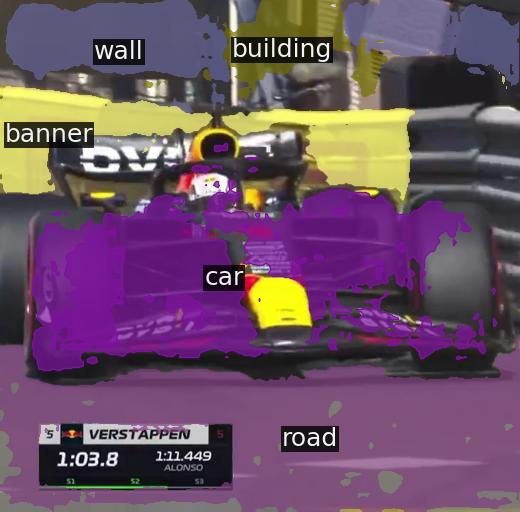 wall
building
banner
car
road
5 VERSTAPPEN 5
1:03.8 1:11.449
ALONSO
S1 S2 S3